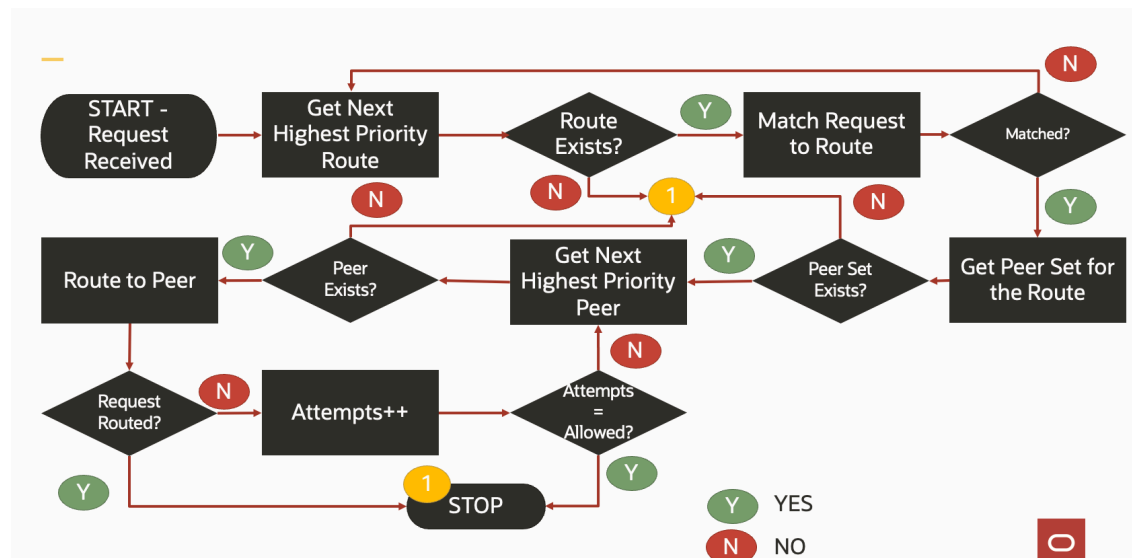 START -
Request
Received
Get Next
Highest Priority
Route
Route
Exists?
Y
Match Request
to Route
Matched?
N
N
1
N
N
Y
Route to Peer
Y
Peer
Exists?
Get Next
Highest Priority
Peer
Y
Peer Set
Exists?
Get Peer Set for
the Route
Request
Routed?
N
Attempts++
Attempts
=
Allowed?
N
Y
Y
1
STOP
Y YES
N NO
O